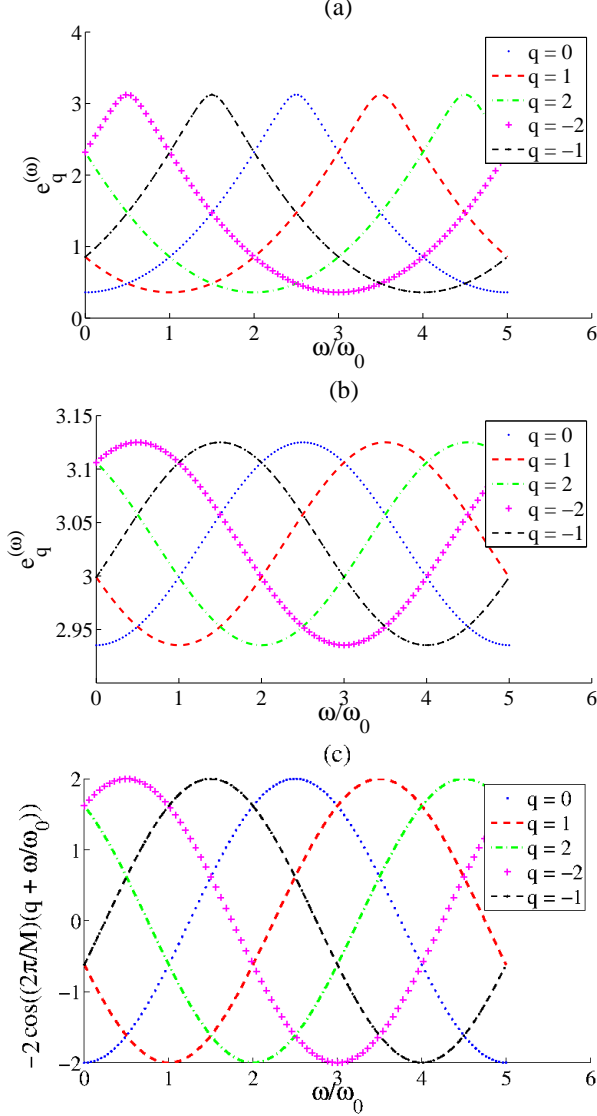 (a)
4
3
2
1
0
e_q^(ω)
q = 0
q = 1
q = 2
q = −2
q = −1
0 1 2 3 4 5 6
ω/ω_0
(b)
3.15
3.1
3.05
3
2.95
e_q^(ω)
q = 0
q = 1
q = 2
q = −2
q = −1
0 1 2 3 4 5 6
ω/ω_0
(c)
2
1
0
−1
−2
−2 cos((2π/M)(q + ω/ω_0))
q = 0
q = 1
q = 2
q = −2
q = −1
0 1 2 3 4 5 6
ω/ω_0